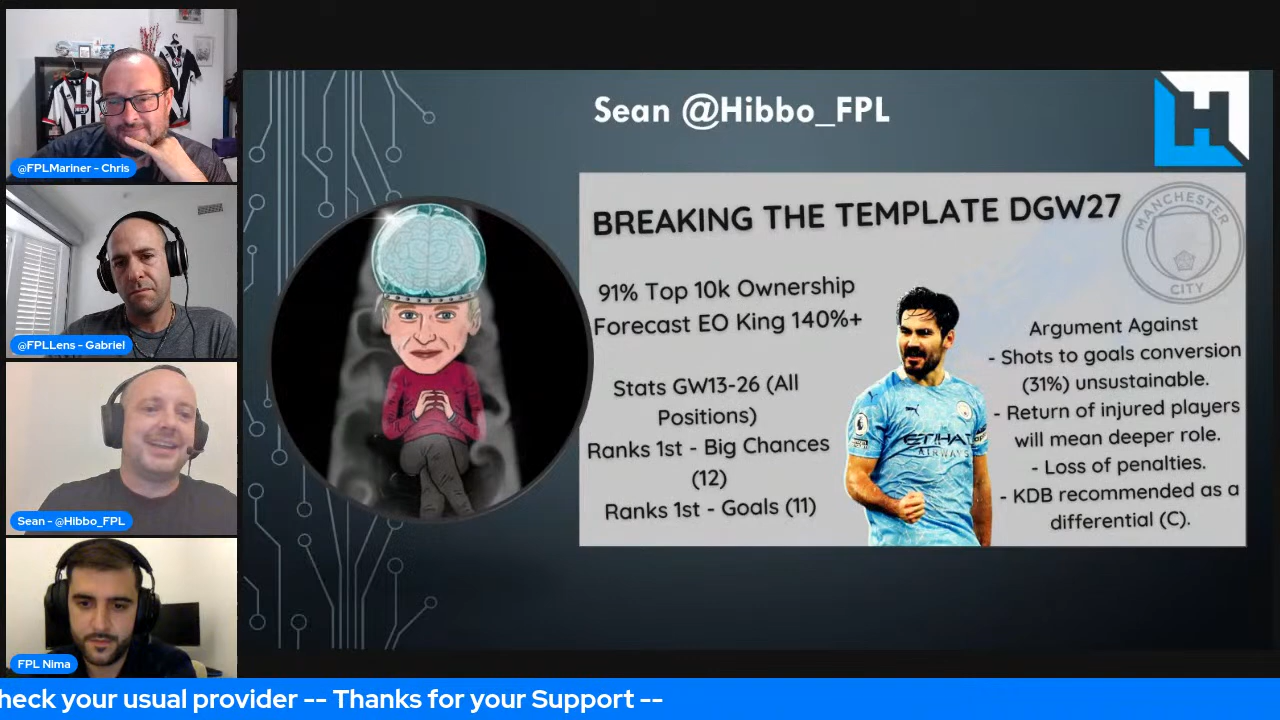 @FPLMariner - Chris
@FPLLens - Gabriel
Sean - @Hibbo_FPL
FPL Nima
Sean @Hibbo_FPL
H
BREAKING THE TEMPLATE DGW27
MANCHESTER
CITY
91% Top 10k Ownership
Forecast EO King 140%+
Stats GW13-26 (All
Positions)
Ranks 1st - Big Chances
(12)
Ranks 1st - Goals (11)
ETIHAD
AIRWAYS
Argument Against
- Shots to goals conversion
(31%) unsustainable.
- Return of injured players
will mean deeper role.
- Loss of penalties.
- KDB recommended as a
differential (C).
heck your usual provider -- Thanks for your Support --